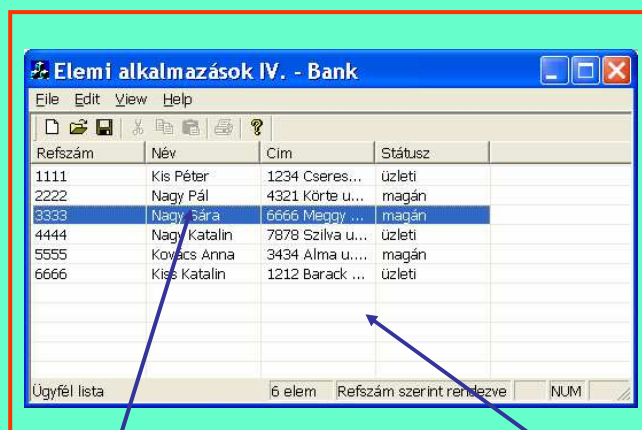 Elemi alkalmazások IV. - Bank
File Edit View Help
Refszám Név Cim Státusz
1111 Kis Péter 1234 Cseres... üzleti
2222 Nagy Pál 4321 Körte u... magán
3333 Nagy Sára 6666 Meggy ... magán
4444 Nagy Katalin 7878 Szilva u... üzleti
5555 Kovács Anna 3434 Alma u.... magán
6666 Kiss Katalin 1212 Barack ... üzleti
Ügyfél lista 6 elem Refszám szerint rendezve NUM